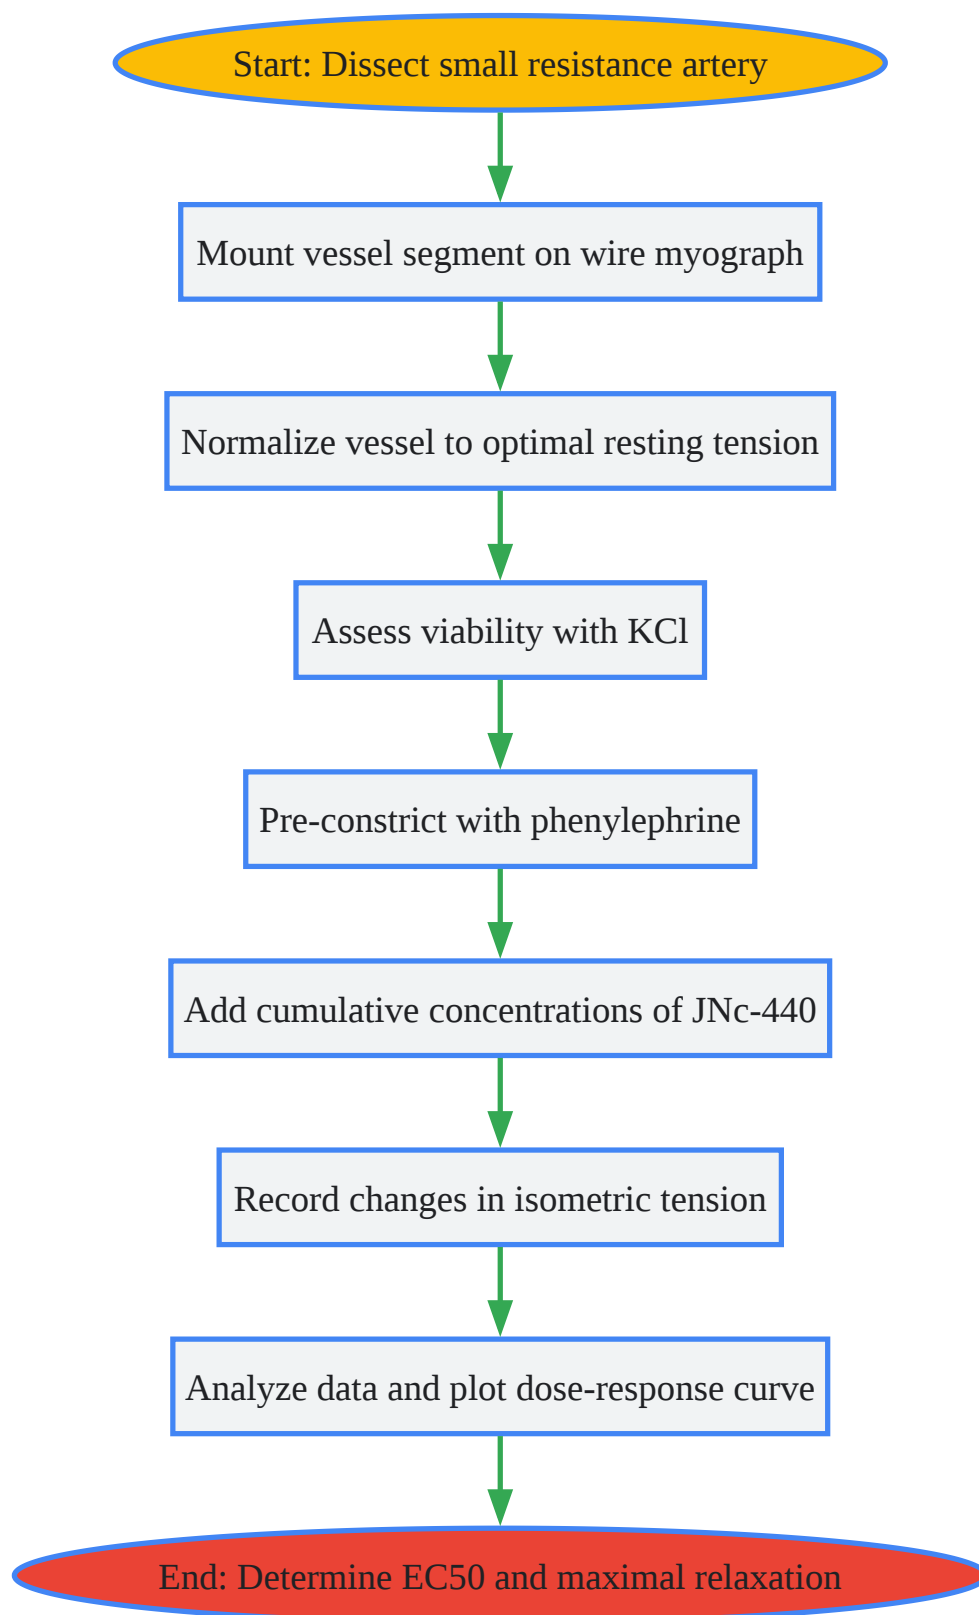 Start: Dissect small resistance artery
Mount vessel segment on wire myograph
Normalize vessel to optimal resting tension
Assess viability with KCl
Pre-constrict with phenylephrine
Add cumulative concentrations of JNc-440
Record changes in isometric tension
Analyze data and plot dose-response curve
End: Determine EC50 and maximal relaxation